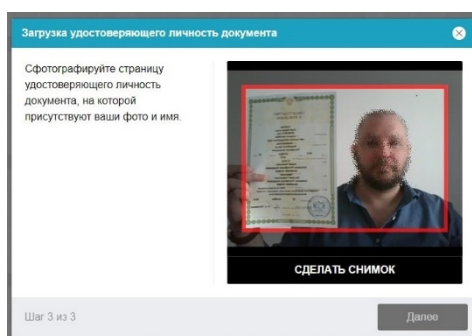 Загрузка удостоверяющего личность документа
Сфотографируйте страницу
удостоверяющего личность
документа, на которой
присутствуют ваши фото и имя.
СДЕЛАТЬ СНИМОК
Шаг 3 из 3
Далее